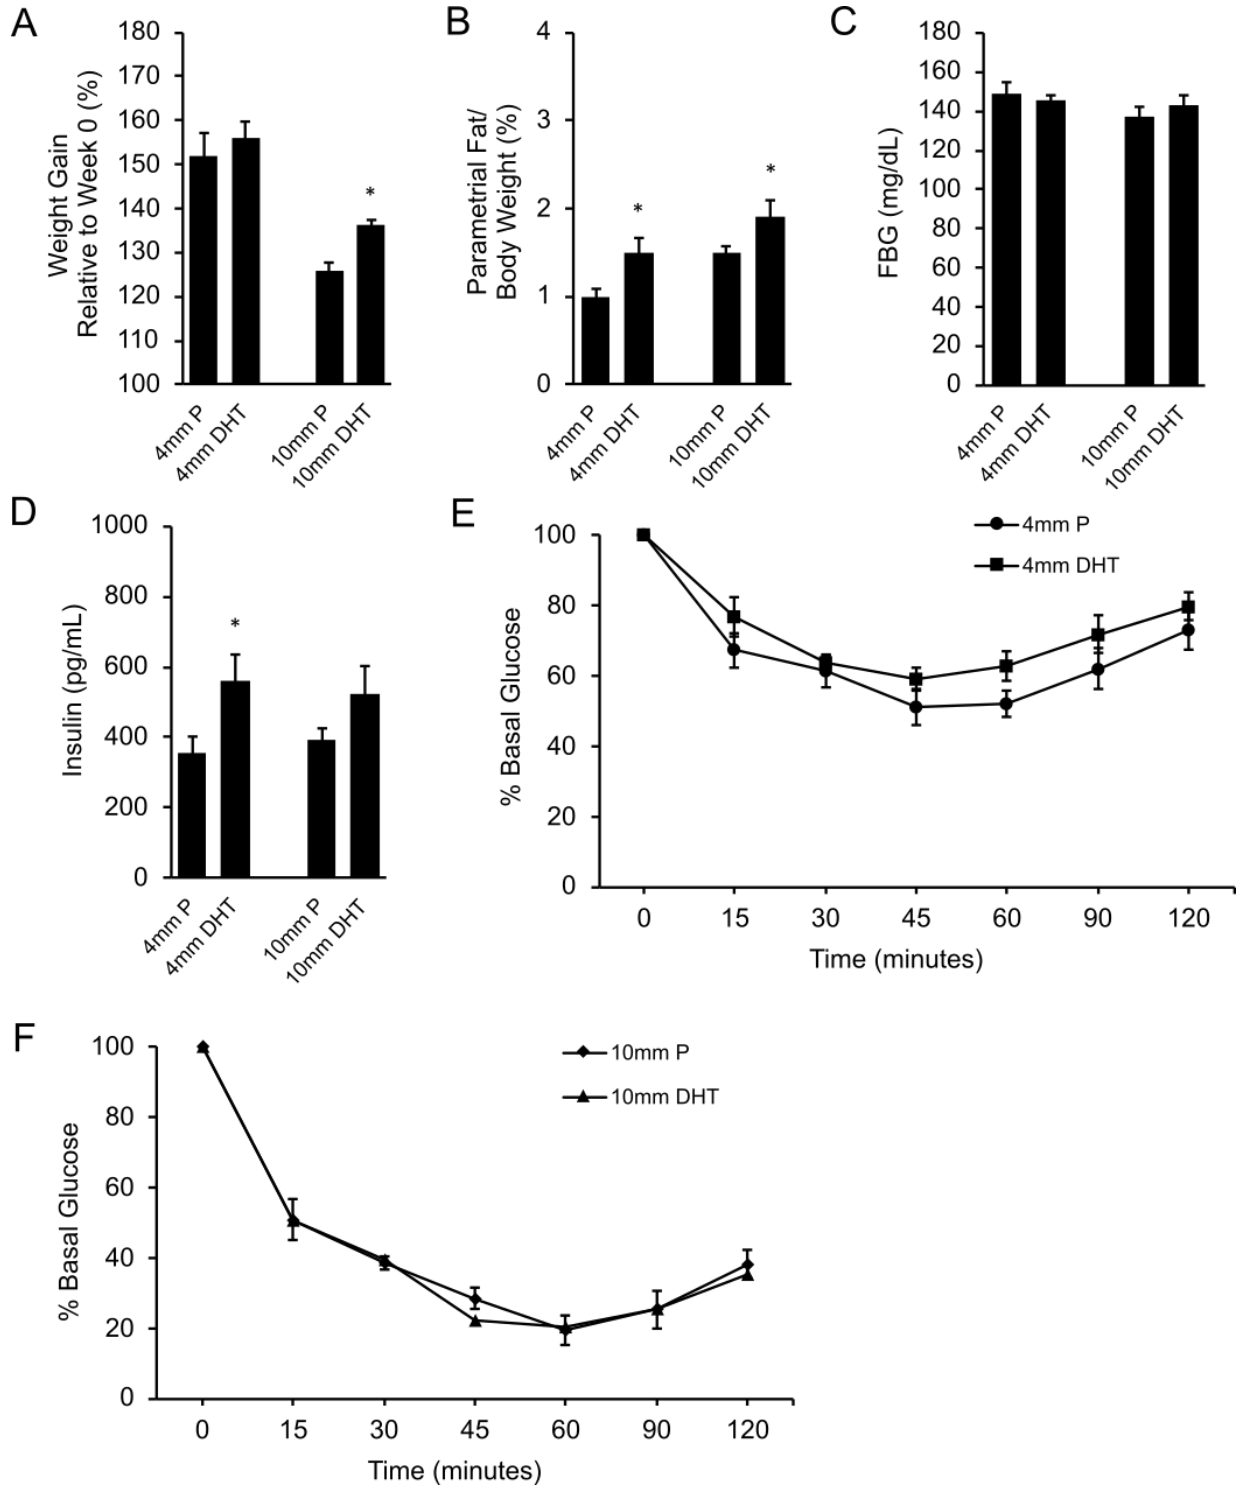 A
Weight Gain
Relative to Week 0 (%)
180
170
160
150
140
130
120
110
100
*
4mm P
4mm DHT
10mm P
10mm DHT
B
Parametrial Fat/
Body Weight (%)
4
3
2
1
0
*
*
4mm P
4mm DHT
10mm P
10mm DHT
C
FBG (mg/dL)
180
160
140
120
100
80
60
40
20
0
4mm P
4mm DHT
10mm P
10mm DHT
D
Insulin (pg/mL)
1000
800
600
400
200
0
*
4mm P
4mm DHT
10mm P
10mm DHT
E
% Basal Glucose
100
80
60
40
20
0
4mm P
4mm DHT
0 15 30 45 60 90 120
Time (minutes)
F
% Basal Glucose
100
80
60
40
20
0
10mm P
10mm DHT
0 15 30 45 60 90 120
Time (minutes)